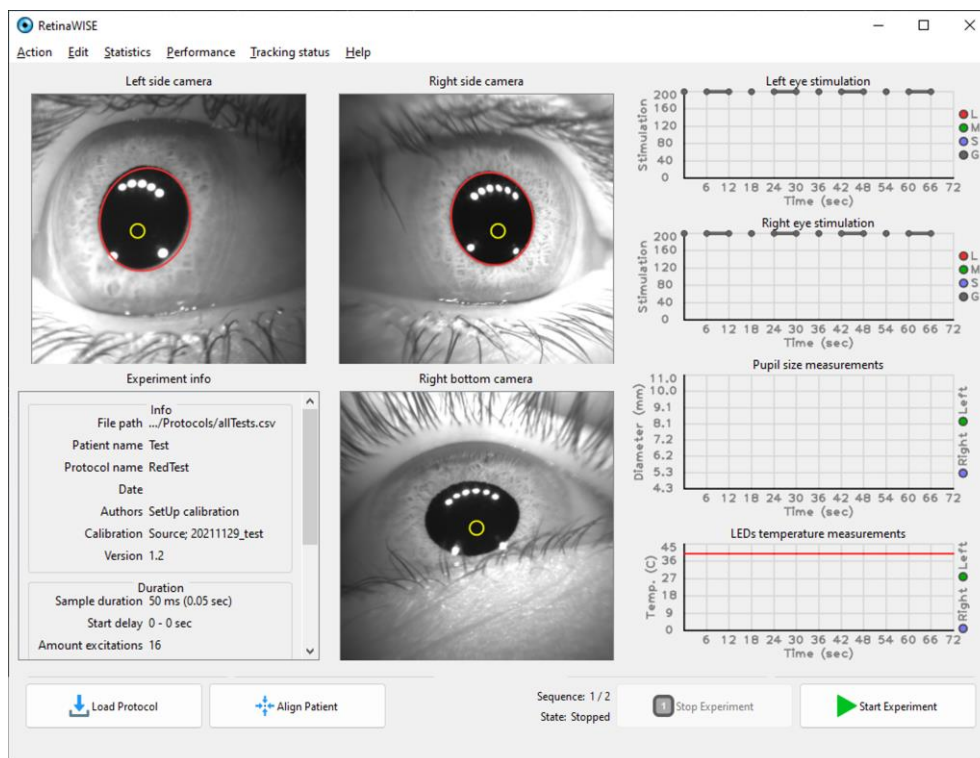 RetinaWISE
Action Edit Statistics Performance Tracking status Help
Left side camera
Right side camera
Left eye stimulation
Stimulation
200
160
120
80
40
0
6 12 18 24 30 36 42 48 54 60 66 72
Time (sec)
L
M
S
G
Right eye stimulation
Stimulation
200
160
120
80
40
0
6 12 18 24 30 36 42 48 54 60 66 72
Time (sec)
L
M
S
G
Experiment info
Info
File path .../Protocols/allTests.csv
Patient name Test
Protocol name RedTest
Date
Authors SetUp calibration
Calibration Source; 20211129_test
Version 1.2
Duration
Sample duration 50 ms (0.05 sec)
Start delay 0 - 0 sec
Amount excitations 16
Right bottom camera
Pupil size measurements
Diameter (mm)
11.0
10.0
9.1
8.1
7.2
6.2
5.3
4.3
6 12 18 24 30 36 42 48 54 60 66 72
Time (sec)
Right Left
LEDs temperature measurements
Temp. (C)
45
36
27
18
9
0
6 12 18 24 30 36 42 48 54 60 66 72
Time (sec)
Right Left
Load Protocol
Align Patient
Sequence: 1 / 2
State: Stopped
1 Stop Experiment
Start Experiment